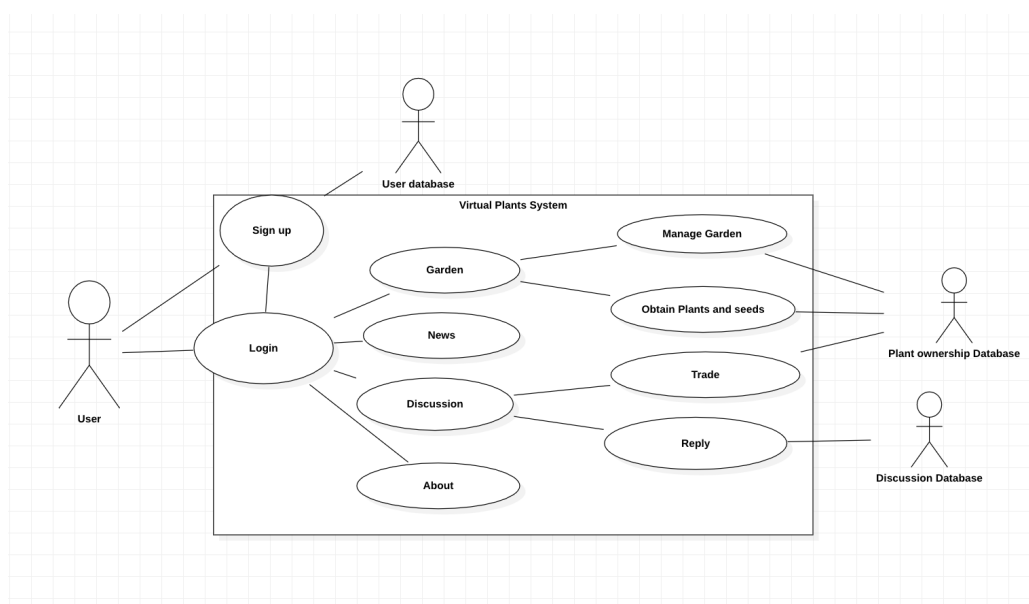 User database
Virtual Plants System
Sign up
Manage Garden
Garden
Obtain Plants and seeds
News
Login
Plant ownership Database
Trade
Discussion
User
Reply
Discussion Database
About